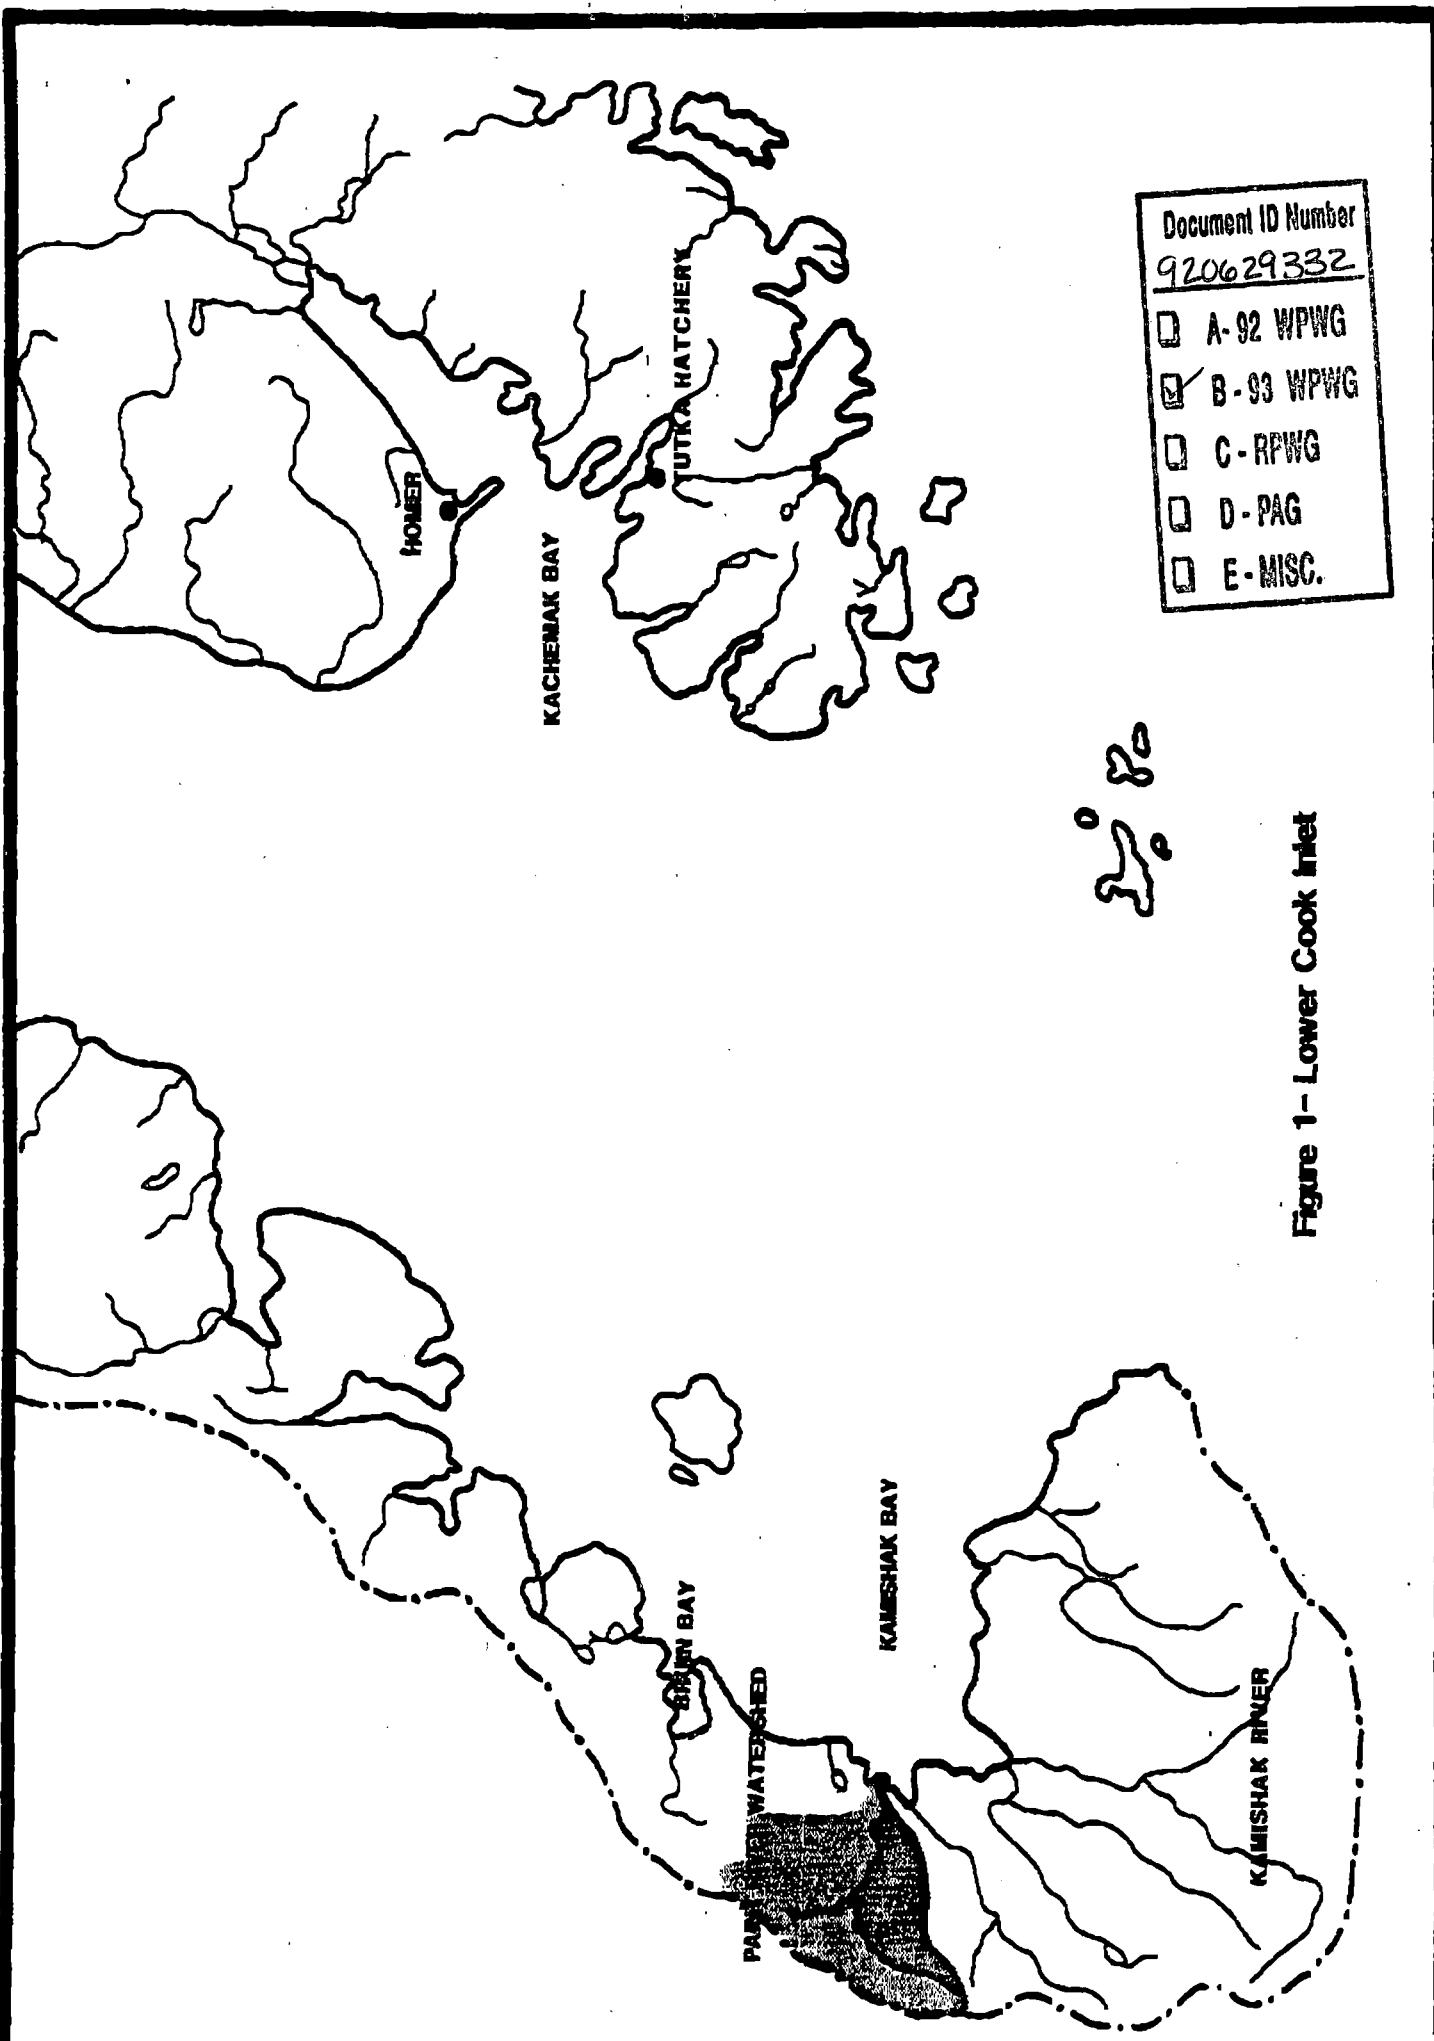 Document ID Number
920629332
A-92 WPWG
B-93 WPWG
C-RPWG
D-PAG
E-MISC.
HOMER
TUTKA HATCHERY
KACHEMAK BAY
BAY
WATERSHED
KAMISHAK BAY
KAMISHAK RIVER
Figure 1- Lower Cook Inlet